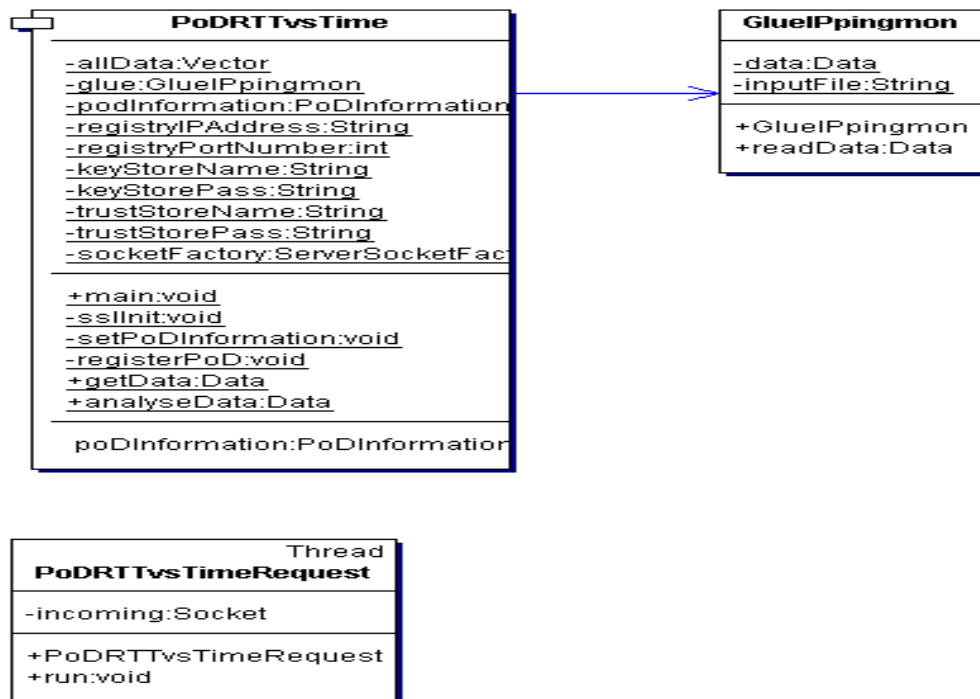 PoDRTTvsTime
-allData:Vector
-glue:GlueIPpingmon
-podInformation:PoDInformation
-registryIPAddress:String
-registryPortNumber:int
-keyStoreName:String
-keyStorePass:String
-trustStoreName:String
-trustStorePass:String
-socketFactory:ServerSocketFact
+main:void
-sslInit:void
-setPoDInformation:void
-registerPoD:void
+getData:Data
+analyseData:Data
poDInformation:PoDInformation
GlueIPpingmon
-data:Data
-inputFile:String
+GlueIPpingmon
+readData:Data
Thread
PoDRTTvsTimeRequest
-incoming:Socket
+PoDRTTvsTimeRequest
+run:void